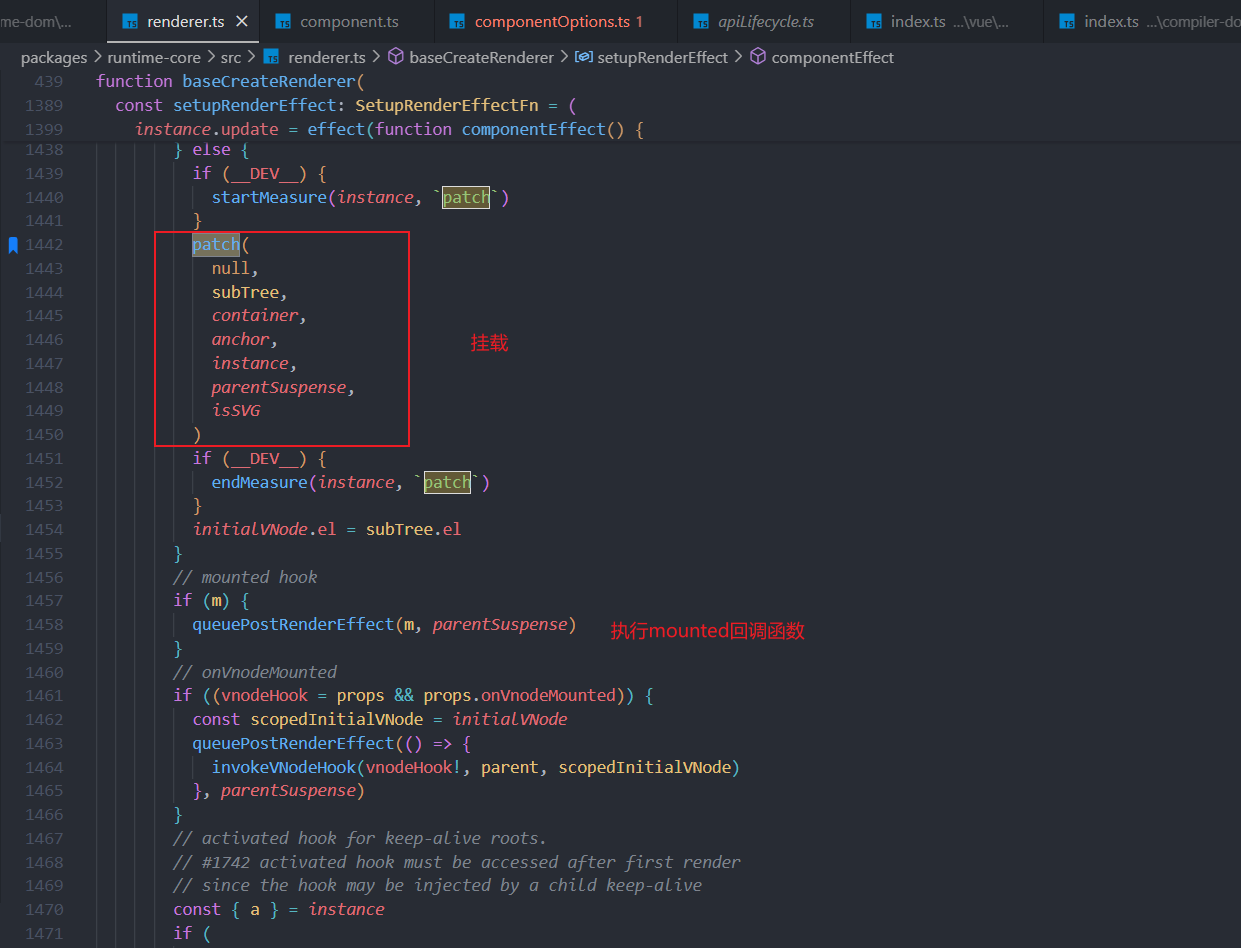 me-dom\... renderer.ts component.ts componentOptions.ts 1 apiLifecycle.ts index.ts ...\vue\... index.ts ...\compiler-do
packages > runtime-core > src > renderer.ts > baseCreateRenderer > setupRenderEffect > componentEffect
439 function baseCreateRenderer(
1389 const setupRenderEffect: SetupRenderEffectFn = (
1399 instance.update = effect(function componentEffect() {
1438 } else {
1439 if (__DEV__) {
1440 startMeasure(instance, `patch`)
1441 }
1442 patch(
1443 null,
1444 subTree,
1445 container,
1446 anchor,
挂载
1447 instance,
1448 parentSuspense,
1449 isSVG
1450 )
1451 if (__DEV__) {
1452 endMeasure(instance, `patch`)
1453 }
1454 initialVNode.el = subTree.el
1455 }
1456 // mounted hook
1457 if (m) {
1458 queuePostRenderEffect(m, parentSuspense) 执行mounted回调函数
1459 }
1460 // onVnodeMounted
1461 if ((vnodeHook = props && props.onVnodeMounted)) {
1462 const scopedInitialVNode = initialVNode
1463 queuePostRenderEffect(() => {
1464 invokeVNodeHook(vnodeHook!, parent, scopedInitialVNode)
1465 }, parentSuspense)
1466 }
1467 // activated hook for keep-alive roots.
1468 // #1742 activated hook must be accessed after first render
1469 // since the hook may be injected by a child keep-alive
1470 const { a } = instance
1471 if (